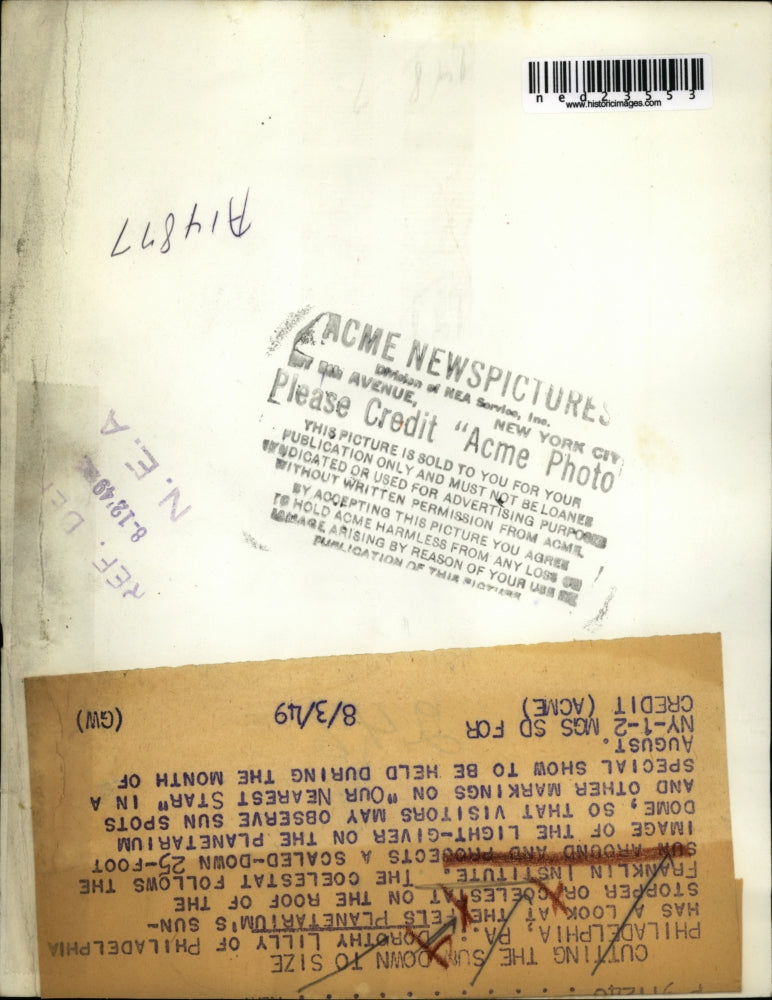 ned23553
www.historicimages.com
A14877
ACME NEWSPICTURES
Division of NEA Service, Inc.
AVENUE, NEW YORK CITY
Please Credit "Acme Photo
THIS PICTURE IS SOLD TO YOU FOR YOUR
PUBLICATION ONLY AND MUST NOT BE LOANED
SYNDICATED OR USED FOR ADVERTISING PURPOSES
WITHOUT WRITTEN PERMISSION FROM ACME.
BY ACCEPTING THIS PICTURE YOU AGREE
TO HOLD ACME HARMLESS FROM ANY LOSS OR
DAMAGE ARISING BY REASON OF YOUR USE
PUBLICATION OF THIS PICTURE
REF. DE
8-12-49
N. E. A
CUTTING THE SUN DOWN TO SIZE
PHILADELPHIA, PA.: DOROTHY LILLY OF PHILADELPHIA
HAS A LOOK AT THE FELS PLANETARIUM'S SUN-
STOPPER OR COELESTAT ON THE ROOF OF THE
FRANKLIN INSTITUTE. THE COELESTAT FOLLOWS THE
SUN AROUND AND PROJECTS A SCALED-DOWN 2½-FOOT
IMAGE OF THE LIGHT-GIVER ON THE PLANETARIUM
DOME, SO THAT VISITORS MAY OBSERVE SUN SPOTS
AND OTHER MARKINGS ON "OUR NEAREST STAR" IN A
SPECIAL SHOW TO BE HELD DURING THE MONTH OF
AUGUST.
NY-1-2 MGS SD FOR
CREDIT (ACME) 8/3/49 (GW)